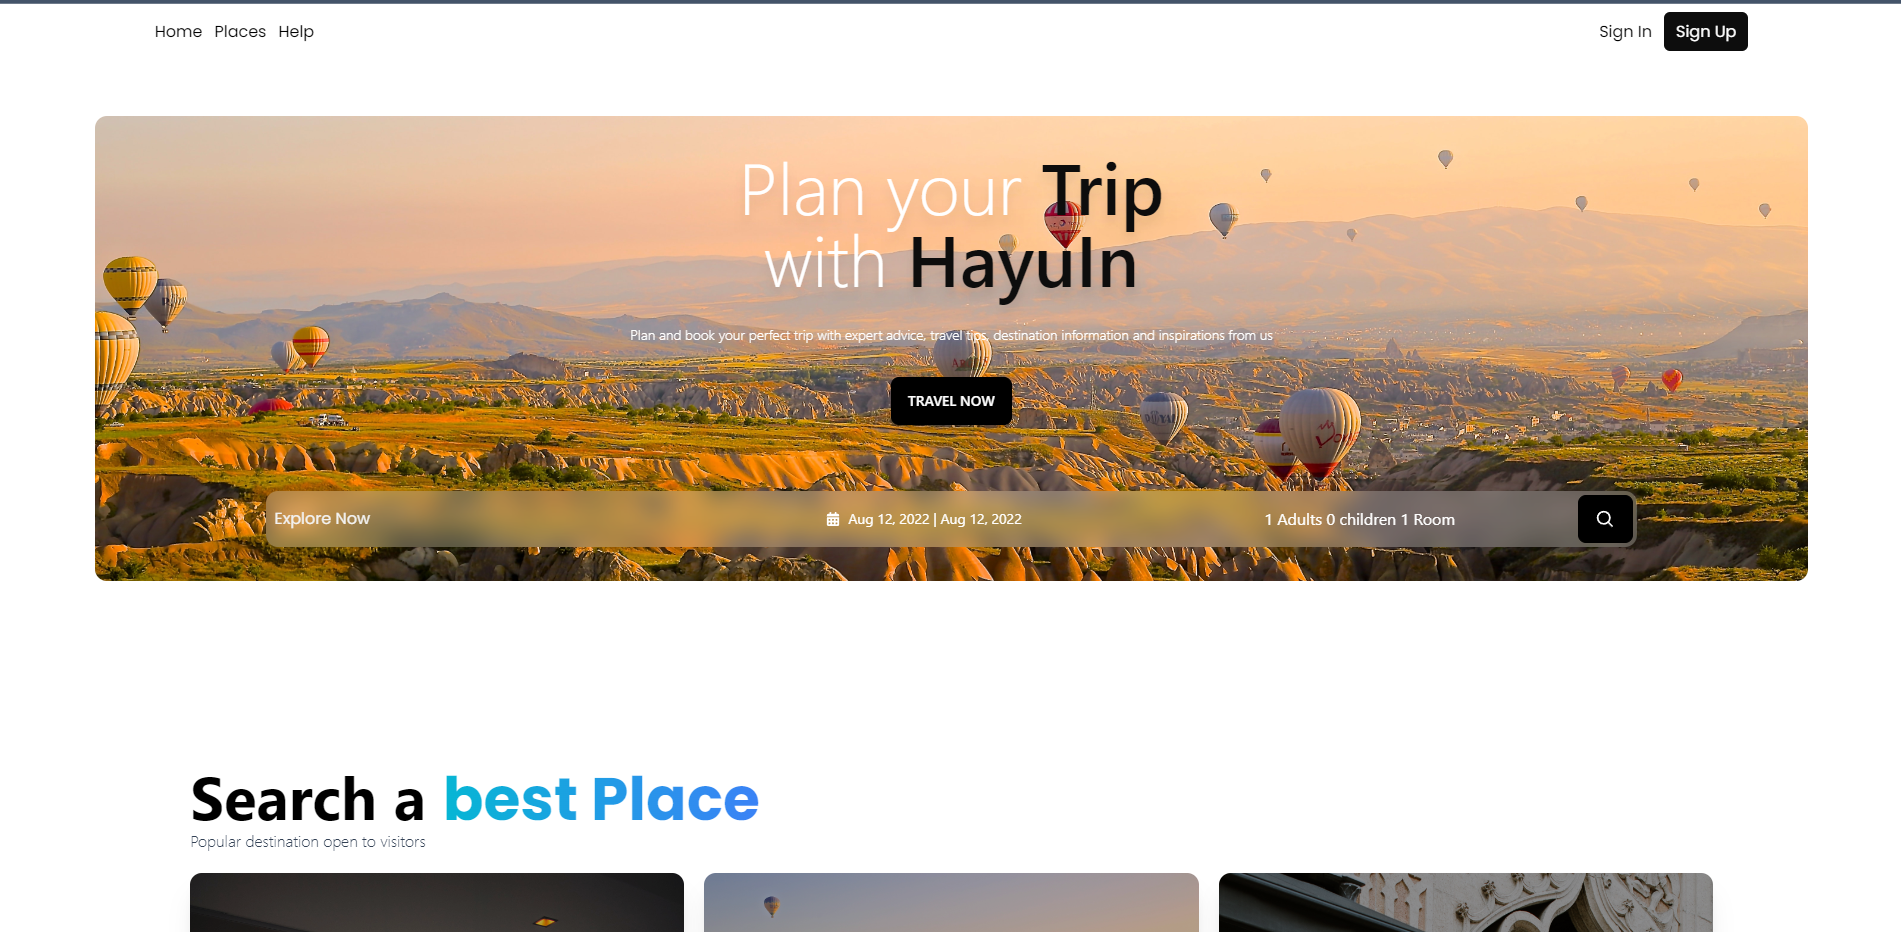 Home Places Help
Sign In Sign Up
Plan your Trip
with HayuIn
Plan and book your perfect trip with expert advice, travel tips, destination information and inspirations from us
TRAVEL NOW
Explore Now
Aug 12, 2022 | Aug 12, 2022
1 Adults 0 children 1 Room
Search a best Place
Popular destination open to visitors